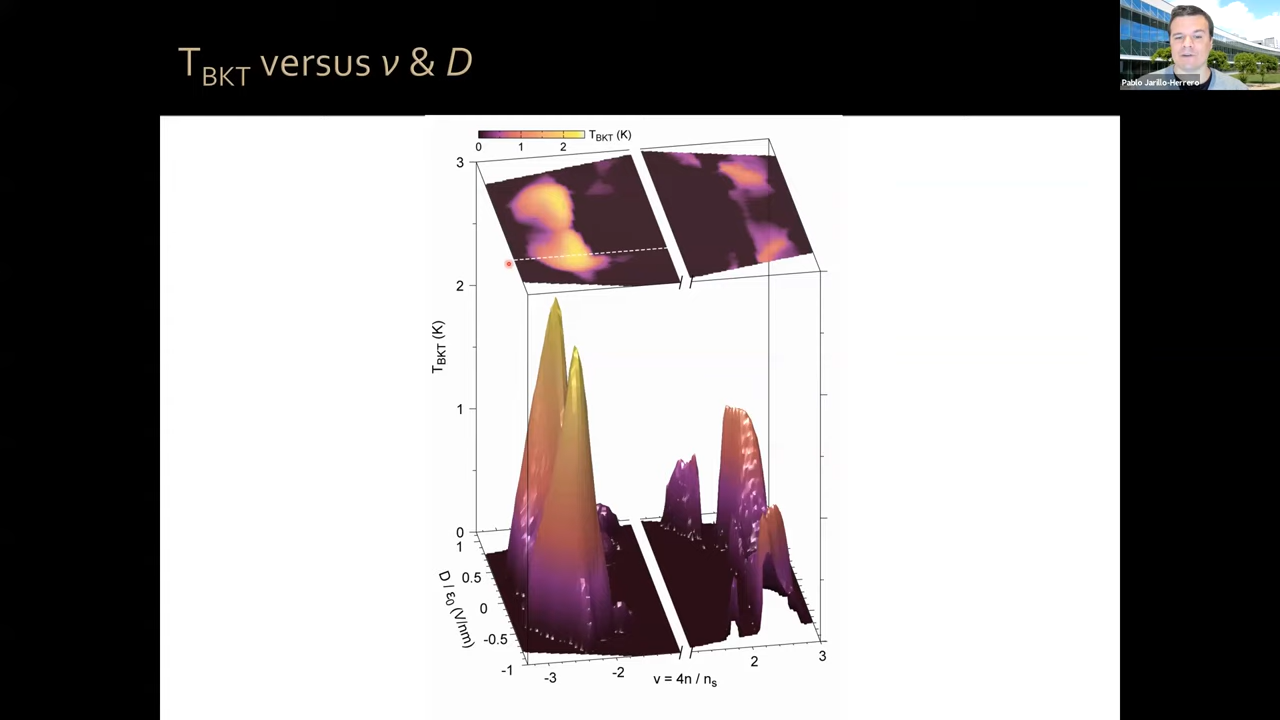 T_BKT versus ν & D
Pablo Jarillo-Herrero
T_BKT (K)
0 1 2
3
2
1
0
T_BKT (K)
1
0.5
0
-0.5
-1
D / ε₀ (V/nm)
-3 -2 2 3
ν = 4n / n_s